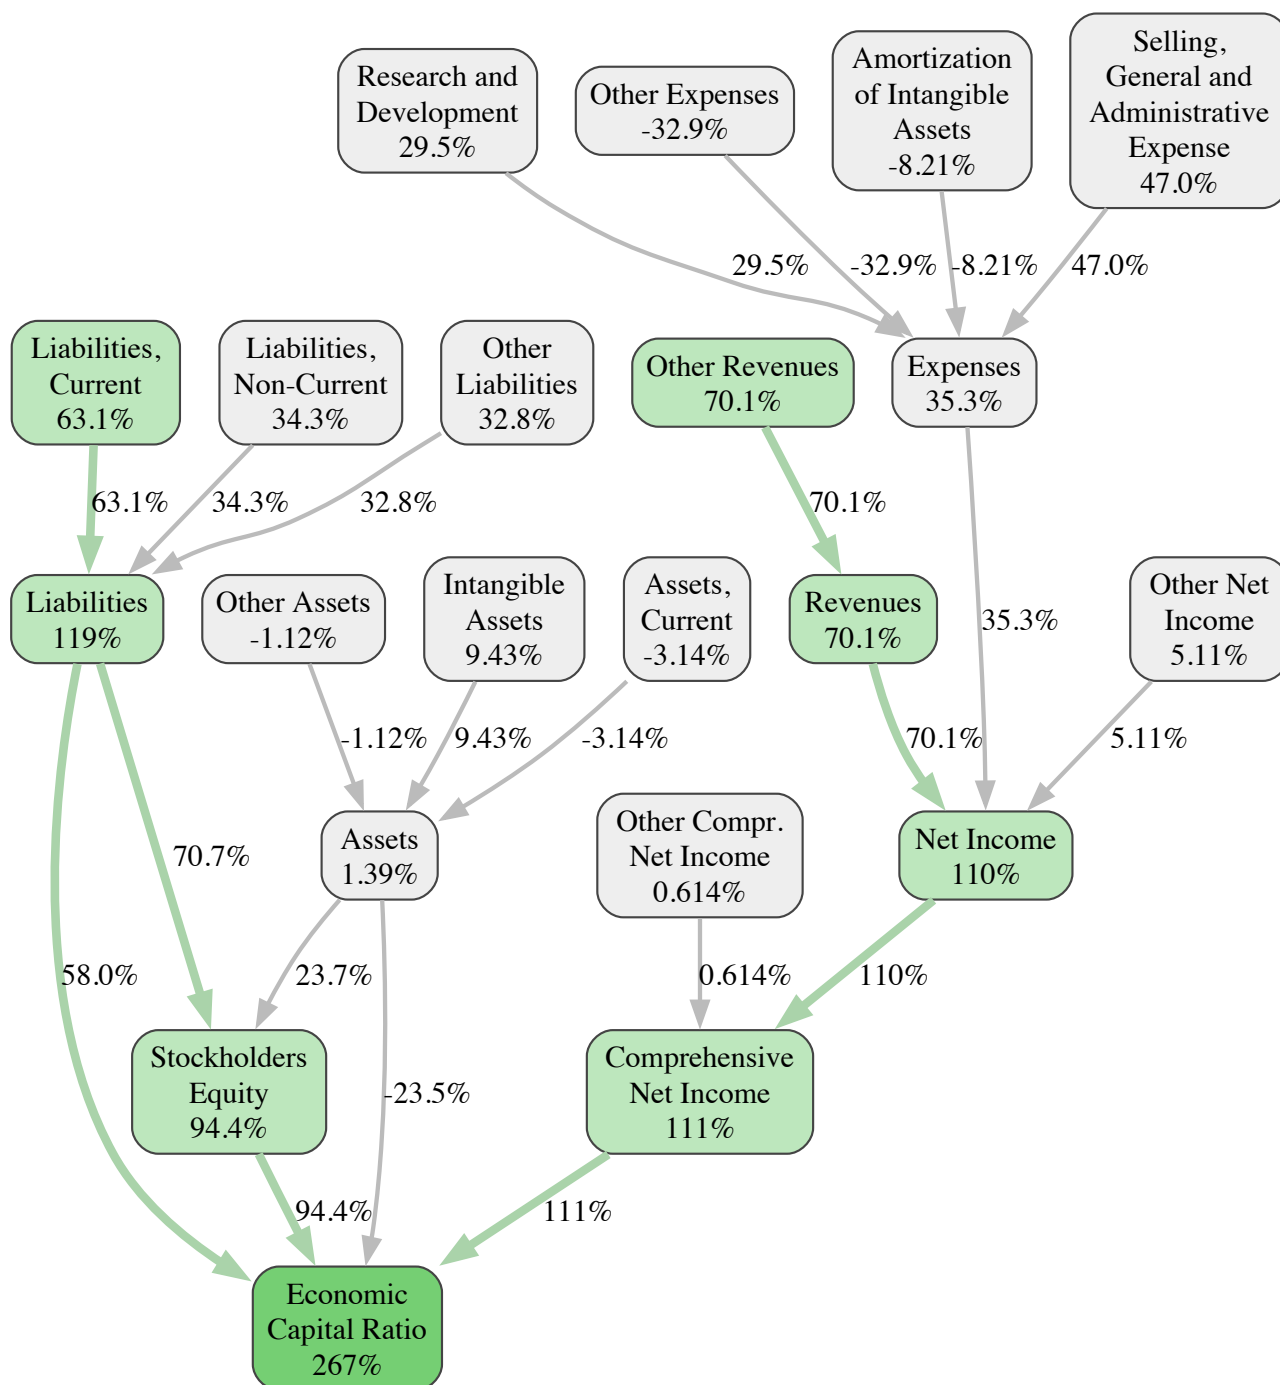 Research and
Development
29.5%
Other Expenses
-32.9%
Amortization
of Intangible
Assets
-8.21%
Selling,
General and
Administrative
Expense
47.0%
29.5%
-32.9%
-8.21%
47.0%
Liabilities,
Current
63.1%
Liabilities,
Non-Current
34.3%
Other
Liabilities
32.8%
Other Revenues
70.1%
Expenses
35.3%
63.1%
34.3%
32.8%
70.1%
Liabilities
119%
Other Assets
-1.12%
Intangible
Assets
9.43%
Assets,
Current
-3.14%
Revenues
70.1%
35.3%
Other Net
Income
5.11%
-1.12%
9.43%
-3.14%
70.1%
5.11%
70.7%
Assets
1.39%
Other Compr.
Net Income
0.614%
Net Income
110%
58.0%
23.7%
0.614%
110%
Stockholders
Equity
94.4%
-23.5%
Comprehensive
Net Income
111%
94.4%
111%
Economic
Capital Ratio
267%